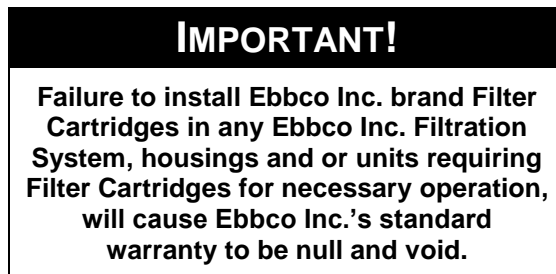 IMPORTANT!
Failure to install Ebbco Inc. brand Filter
Cartridges in any Ebbco Inc. Filtration
System, housings and or units requiring
Filter Cartridges for necessary operation,
will cause Ebbco Inc.’s standard
warranty to be null and void.